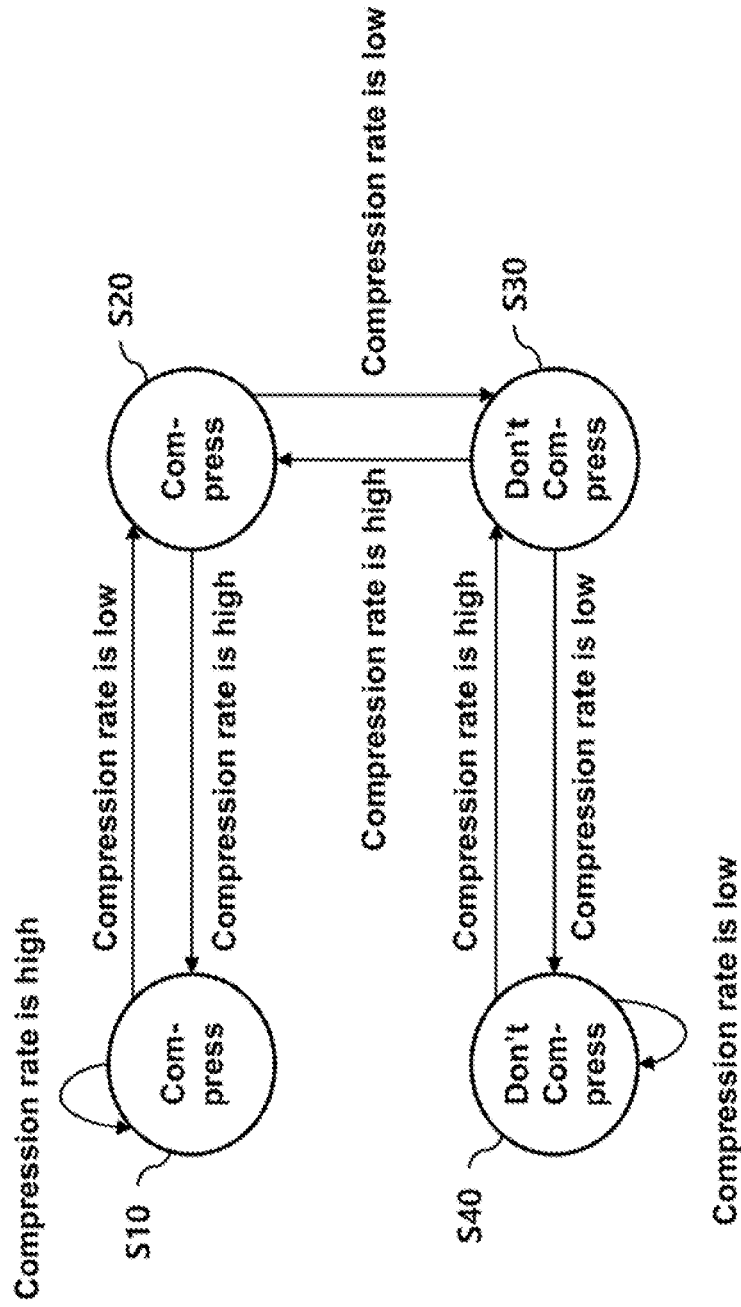 Compression rate is high
S10
Compression rate is low
S20
Com-
press
Com-
press
Compression rate is high
Compression rate is high
Compression rate is low
S40
Compression rate is high
S30
Don't
Com-
press
Don't
Com-
press
Compression rate is low
Compression rate is low